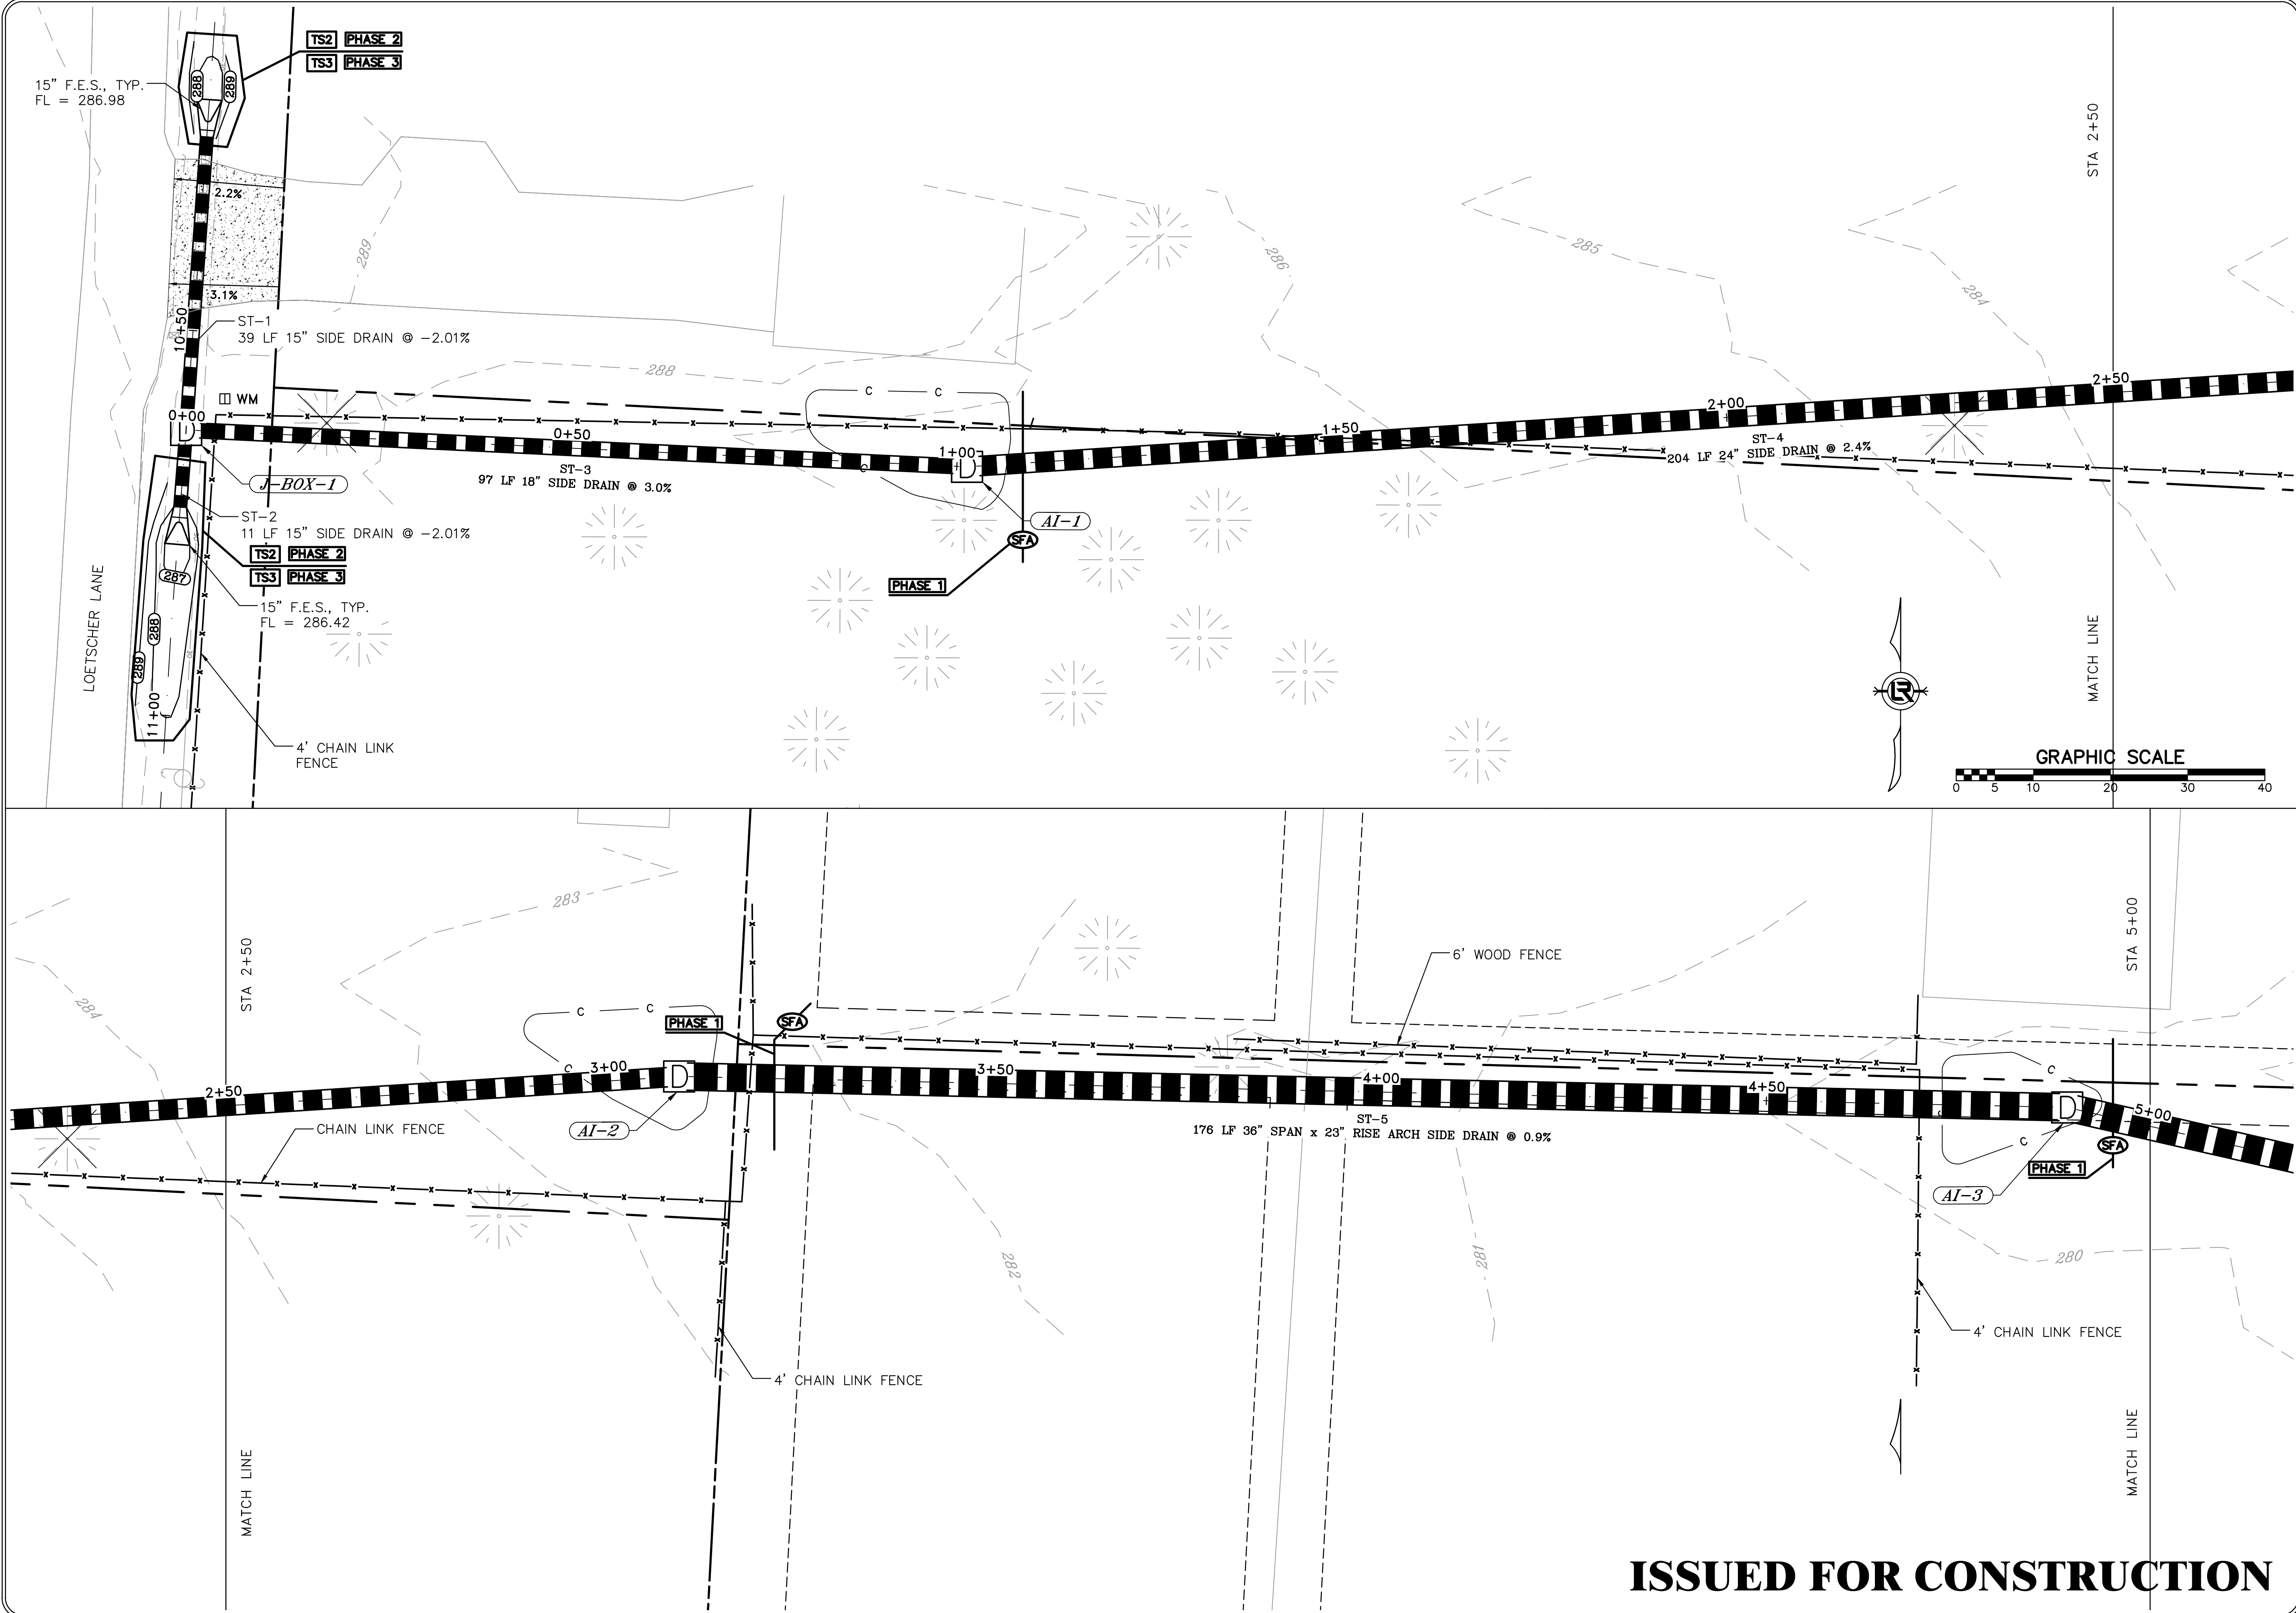 TS2 PHASE 2
TS3 PHASE 3
15" F.E.S., TYP.
FL = 286.98
288
289
STA 2+50
2.2%
289
286
285
284
3.1%
10+50
ST-1
39 LF 15" SIDE DRAIN @ -2.01%
288
WM
C C
0+00
0+50
1+00
1+50
2+00
2+50
ST-3
97 LF 18" SIDE DRAIN @ 3.0%
C
ST-4
204 LF 24" SIDE DRAIN @ 2.4%
J-BOX-1
AI-1
ST-2
11 LF 15" SIDE DRAIN @ -2.01%
SFA
PHASE 1
TS2 PHASE 2
TS3 PHASE 3
287
15" F.E.S., TYP.
FL = 286.42
288
289
LOETSCHER LANE
11+00
4' CHAIN LINK
FENCE
MATCH LINE
LR
GRAPHIC SCALE
0 5 10 20 30 40
283
STA 2+50
STA 5+00
6' WOOD FENCE
284
C C
PHASE 1
SFA
C
2+50
3+00
3+50
4+00
4+50
5+00
C
C
CHAIN LINK FENCE
AI-2
ST-5
176 LF 36" SPAN x 23" RISE ARCH SIDE DRAIN @ 0.9%
SFA
PHASE 1
AI-3
282
281
280
4' CHAIN LINK FENCE
4' CHAIN LINK FENCE
MATCH LINE
MATCH LINE
ISSUED FOR CONSTRUCTION